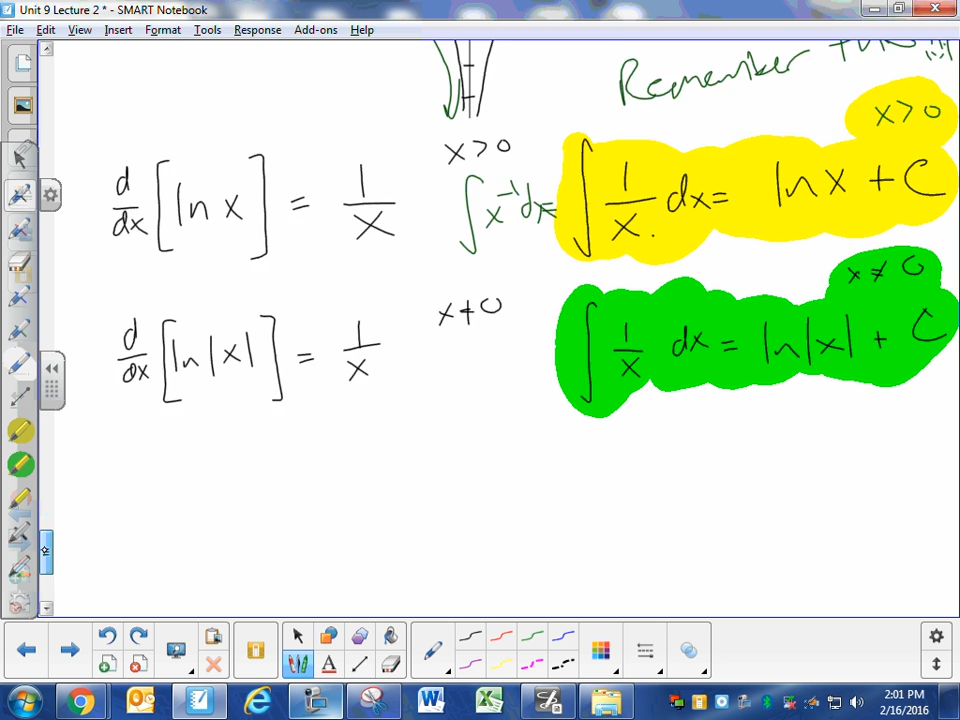 Unit 9 Lecture 2 * - SMART Notebook
File Edit View Insert Format Tools Response Add-ons Help
Remember
x > 0
x > 0
d/dx [ln x] = 1/x
∫ x⁻¹ dx = ∫ 1/x dx = ln x + C
x ≠ 0
x ≠ 0
d/dx [ln |x|] = 1/x
∫ 1/x dx = ln|x| + C
A
2:01 PM
2/16/2016